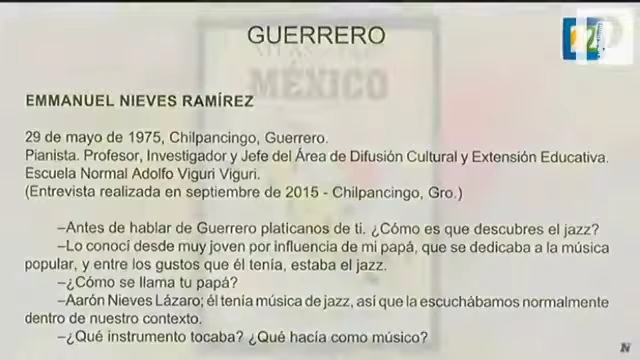 GUERRERO
MÉXICO
EMMANUEL NIEVES RAMÍREZ
29 de mayo de 1975, Chilpancingo, Guerrero.
Pianista. Profesor, Investigador y Jefe del Área de Difusión Cultural y Extensión Educativa.
Escuela Normal Adolfo Viguri Viguri.
(Entrevista realizada en septiembre de 2015 - Chilpancingo, Gro.)
–Antes de hablar de Guerrero platicanos de ti. ¿Cómo es que descubres el jazz?
–Lo conocí desde muy joven por influencia de mi papá, que se dedicaba a la música
popular, y entre los gustos que él tenía, estaba el jazz.
–¿Cómo se llama tu papá?
–Aarón Nieves Lázaro; él tenía música de jazz, así que la escuchábamos normalmente
dentro de nuestro contexto.
–¿Qué instrumento tocaba? ¿Qué hacía como músico?
N